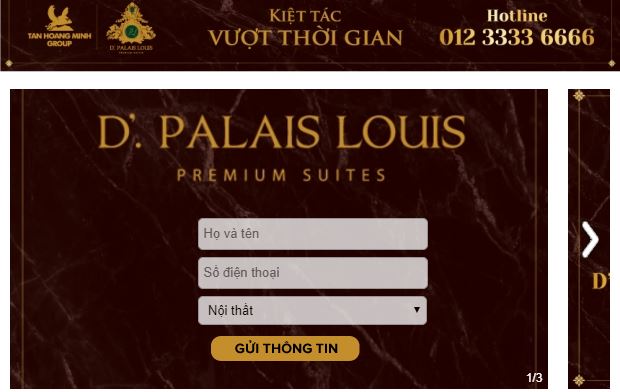 TAN HOANG MINH
GROUP
D'. PALAIS LOUIS
KIỆT TÁC
VƯỢT THỜI GIAN
Hotline
012 3333 6666
D'. PALAIS LOUIS
PREMIUM SUITES
Họ và tên
Số điện thoại
Nội thất
GỬI THÔNG TIN
1/3
D'